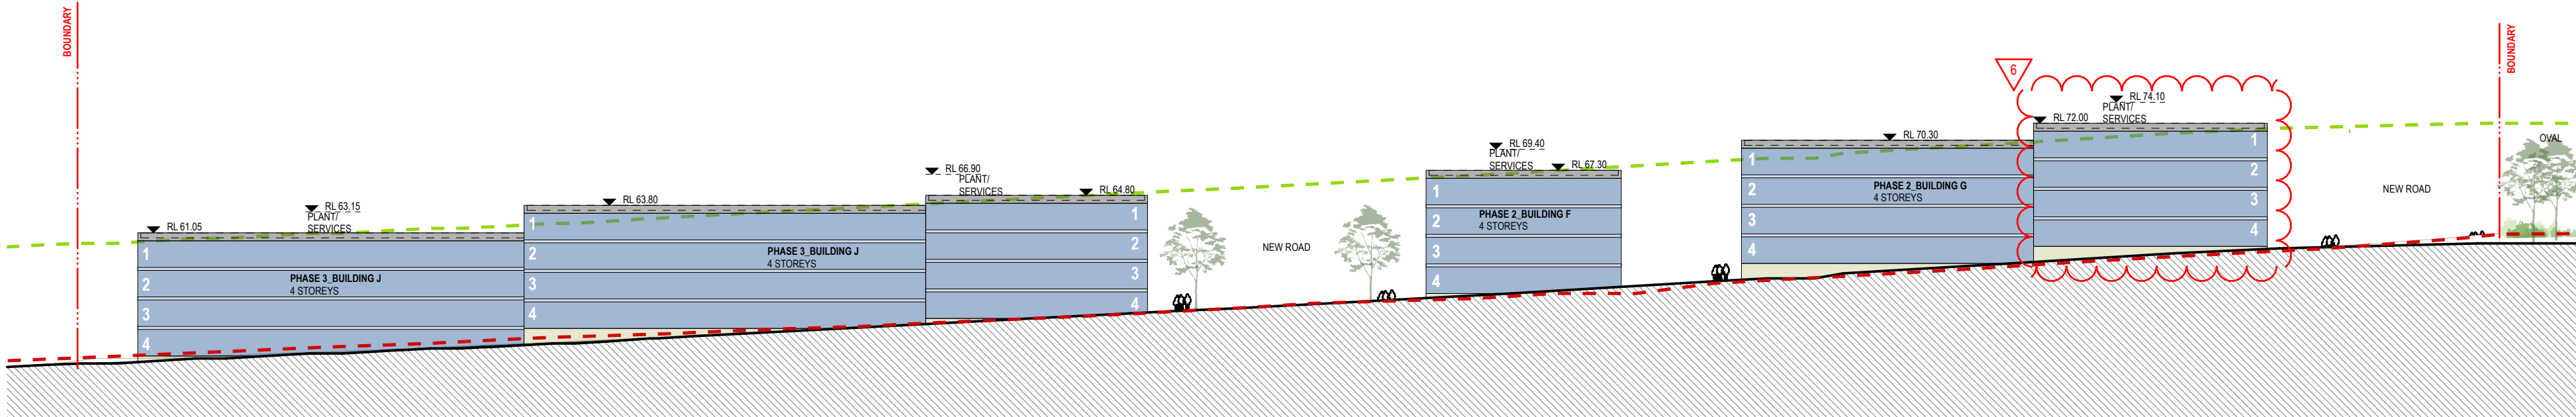 BOUNDARY
RL 61.05
RL 63.15
PLANT/
SERVICES
1
2
3
4
PHASE 3_BUILDING J
4 STOREYS
RL 63.80
1
2
3
4
PHASE 3_BUILDING J
4 STOREYS
RL 66.90
PLANT/
SERVICES
RL 64.80
1
2
3
4
NEW ROAD
RL 69.40
PLANT/
SERVICES
RL 67.30
1
2
3
4
PHASE 2_BUILDING F
4 STOREYS
RL 70.30
1
2
3
4
PHASE 2_BUILDING G
4 STOREYS
6
RL 72.00
RL 74.10
PLANT/
SERVICES
1
2
3
4
NEW ROAD
BOUNDARY
OVAL